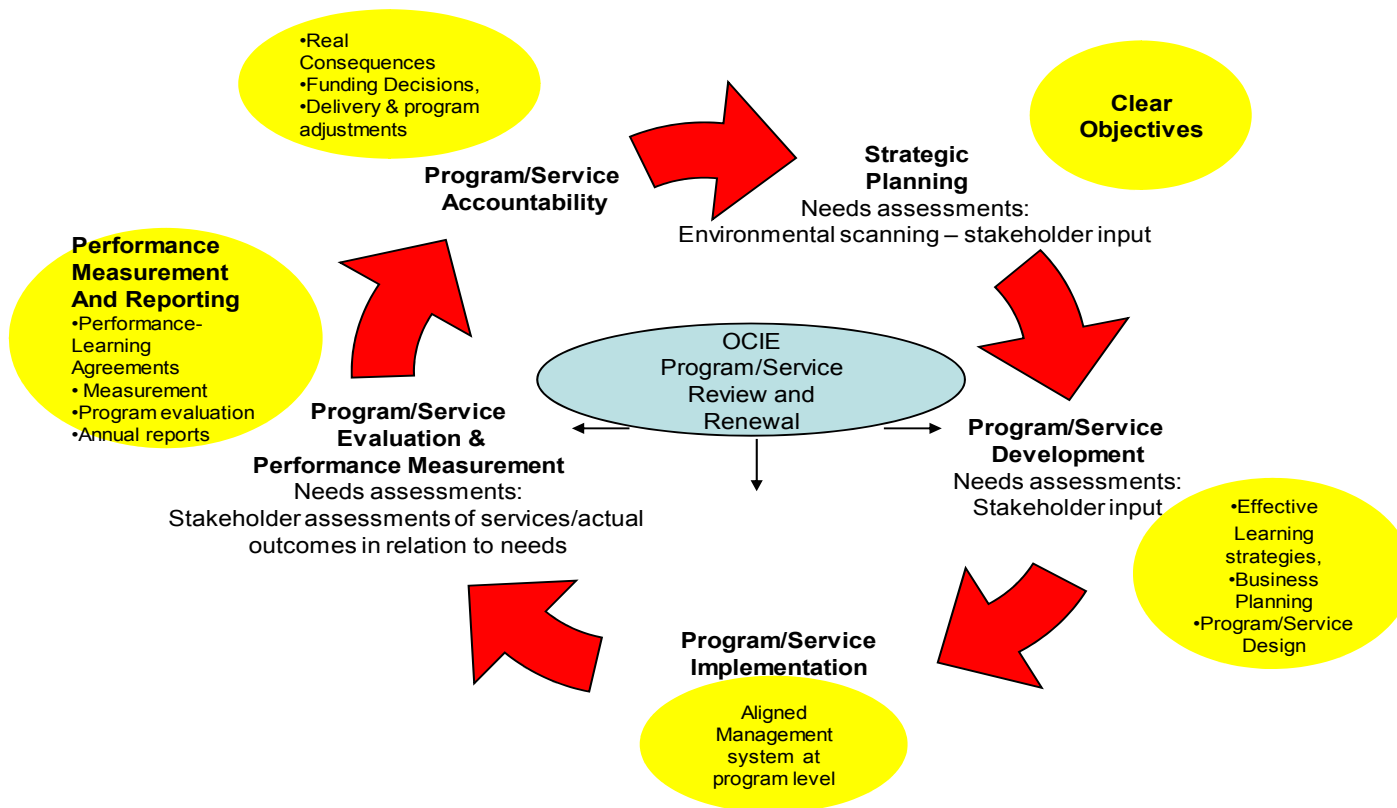 •Real
Consequences
•Funding Decisions,
•Delivery & program
adjustments
Clear
Objectives
Program/Service
Accountability
Strategic
Planning
Needs assessments:
Environmental scanning – stakeholder input
Performance
Measurement
And Reporting
•Performance-
Learning
Agreements
• Measurement
•Program evaluation
•Annual reports
OCIE
Program/Service
Review and
Renewal
Program/Service
Evaluation &
Performance Measurement
Needs assessments:
Stakeholder assessments of services/actual
outcomes in relation to needs
Program/Service
Development
Needs assessments:
Stakeholder input
•Effective
Learning
strategies,
•Business
Planning
•Program/Service
Design
Program/Service
Implementation
Aligned
Management
system at
program level